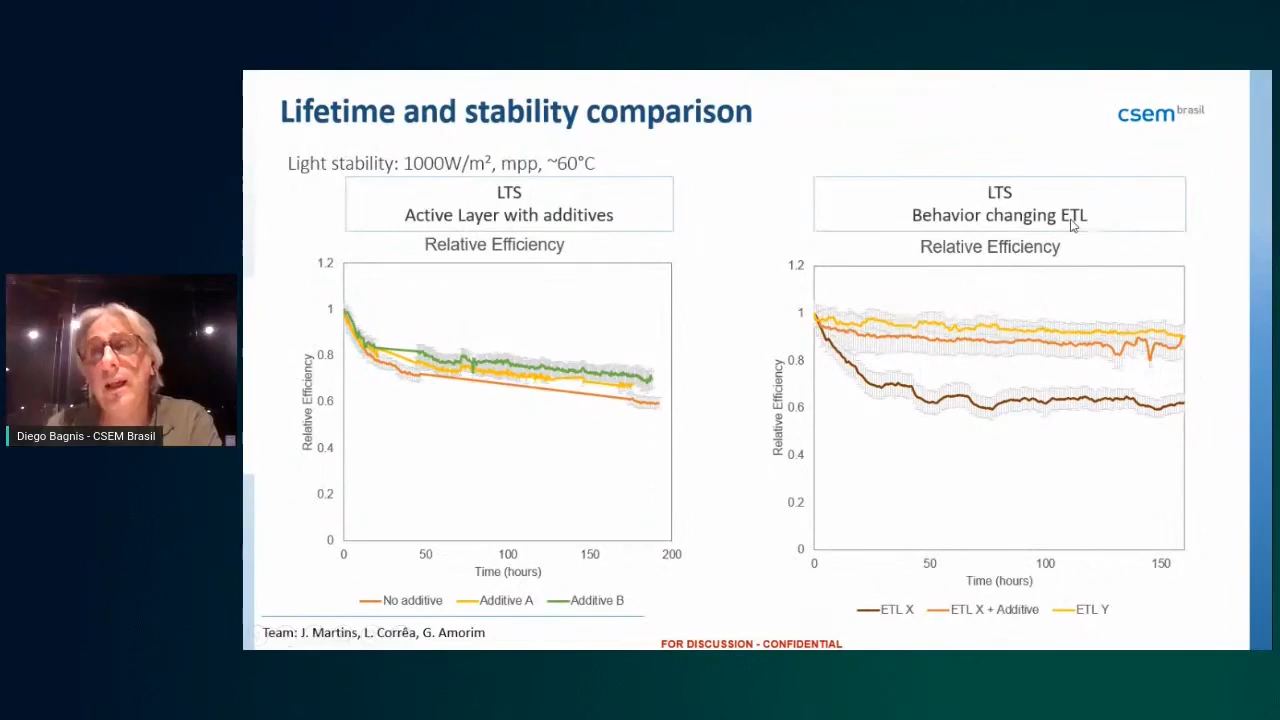 Lifetime and stability comparison
csem brasil
Light stability: 1000W/m², mpp, ~60°C
LTS
Active Layer with additives
Relative Efficiency
1.2
1
0.8
0.6
0.4
0.2
0
Relative Efficiency
0 50 100 150 200
Time (hours)
No additive Additive A Additive B
LTS
Behavior changing ETL
Relative Efficiency
1.2
1
0.8
0.6
0.4
0.2
0
Relative Efficiency
0 50 100 150
Time (hours)
ETL X ETL X + Additive ETL Y
Team: J. Martins, L. Corrêa, G. Amorim
FOR DISCUSSION - CONFIDENTIAL
Diego Bagnis - CSEM Brasil